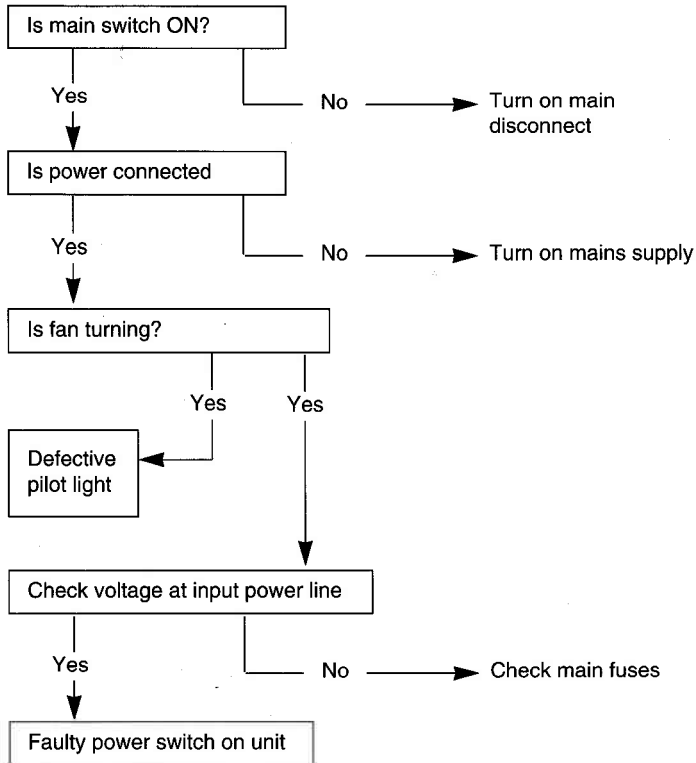 Is main switch ON?
Yes
No
Turn on main
disconnect
Is power connected
Yes
No
Turn on mains supply
Is fan turning?
Yes
Yes
Defective
pilot light
Check voltage at input power line
Yes
No
Check main fuses
Faulty power switch on unit